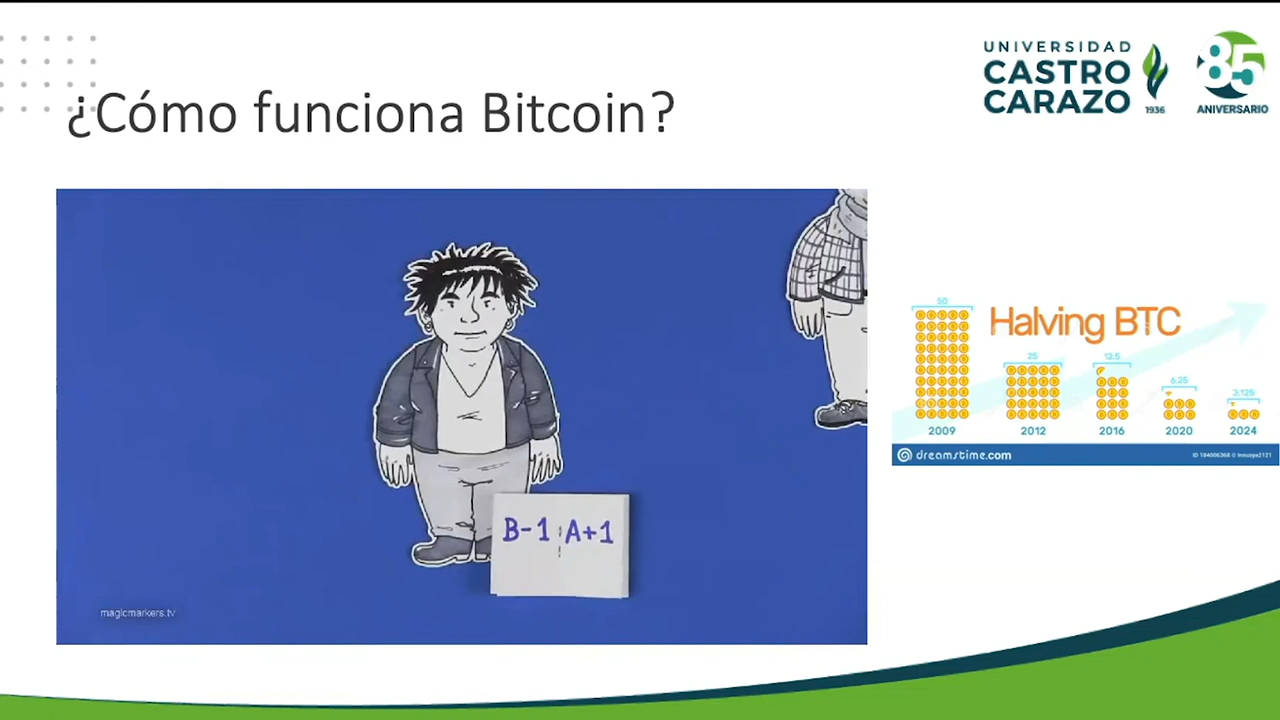 UNIVERSIDAD
CASTRO
CARAZO
1936
85
ANIVERSARIO
¿Cómo funciona Bitcoin?
B-1 A+1
magicmarkers.tv
Halving BTC
50
25
12.5
6.25
3.125
2009
2012
2016
2020
2024
dreamstime.com